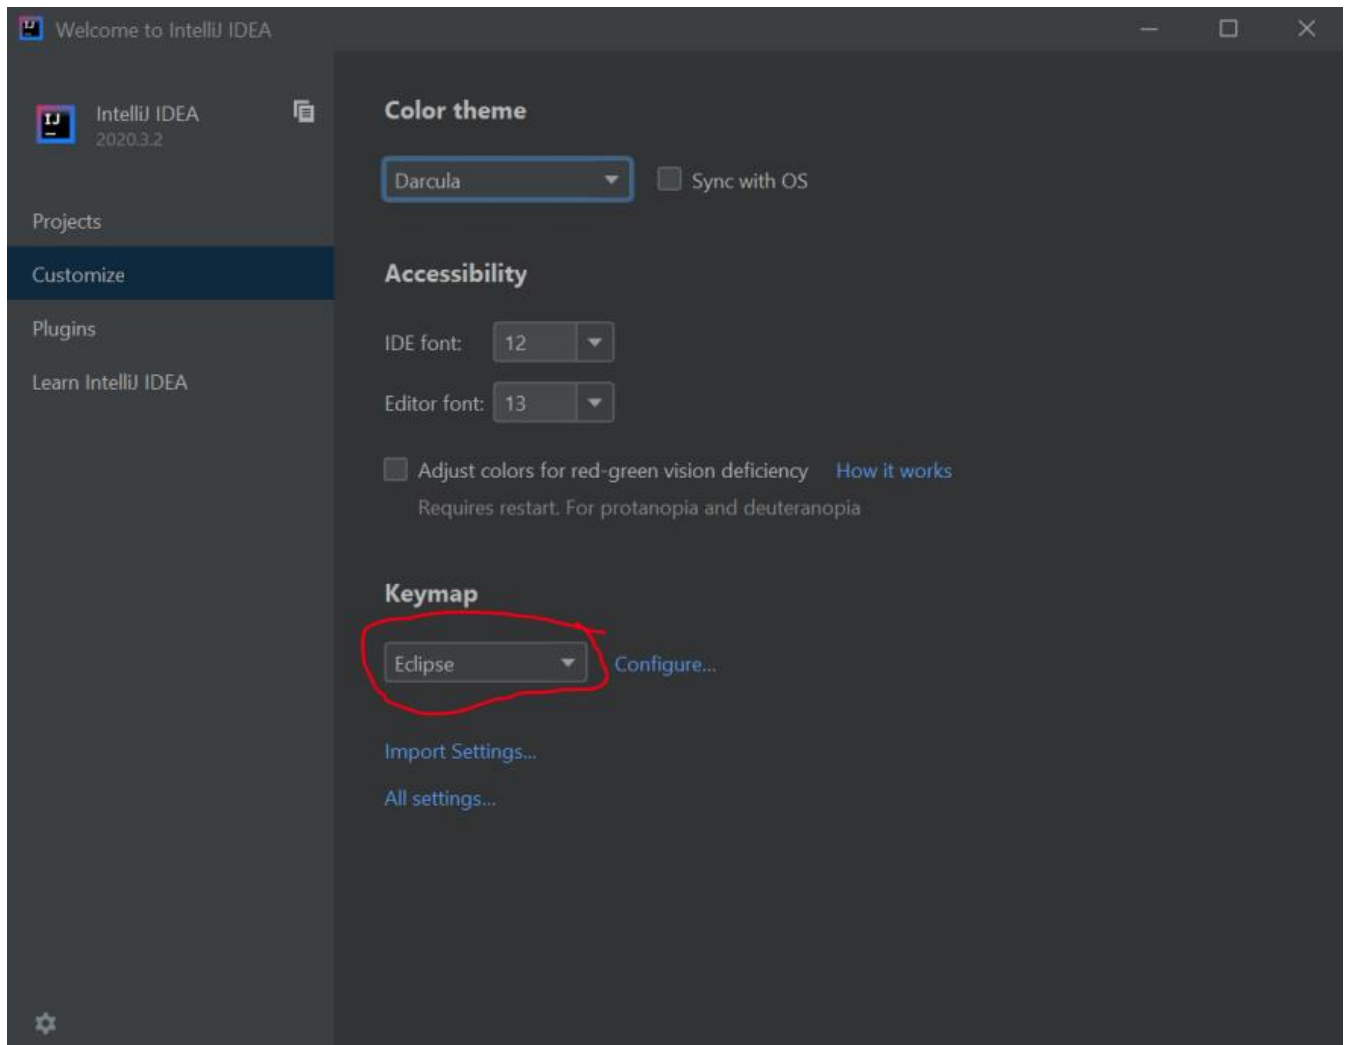 Welcome to IntelliJ IDEA
IJ
IntelliJ IDEA
2020.3.2
Projects
Customize
Plugins
Learn IntelliJ IDEA
Color theme
Darcula
Sync with OS
Accessibility
IDE font: 12
Editor font: 13
Adjust colors for red-green vision deficiency How it works
Requires restart. For protanopia and deuteranopia
Keymap
Eclipse
Configure...
Import Settings...
All settings...